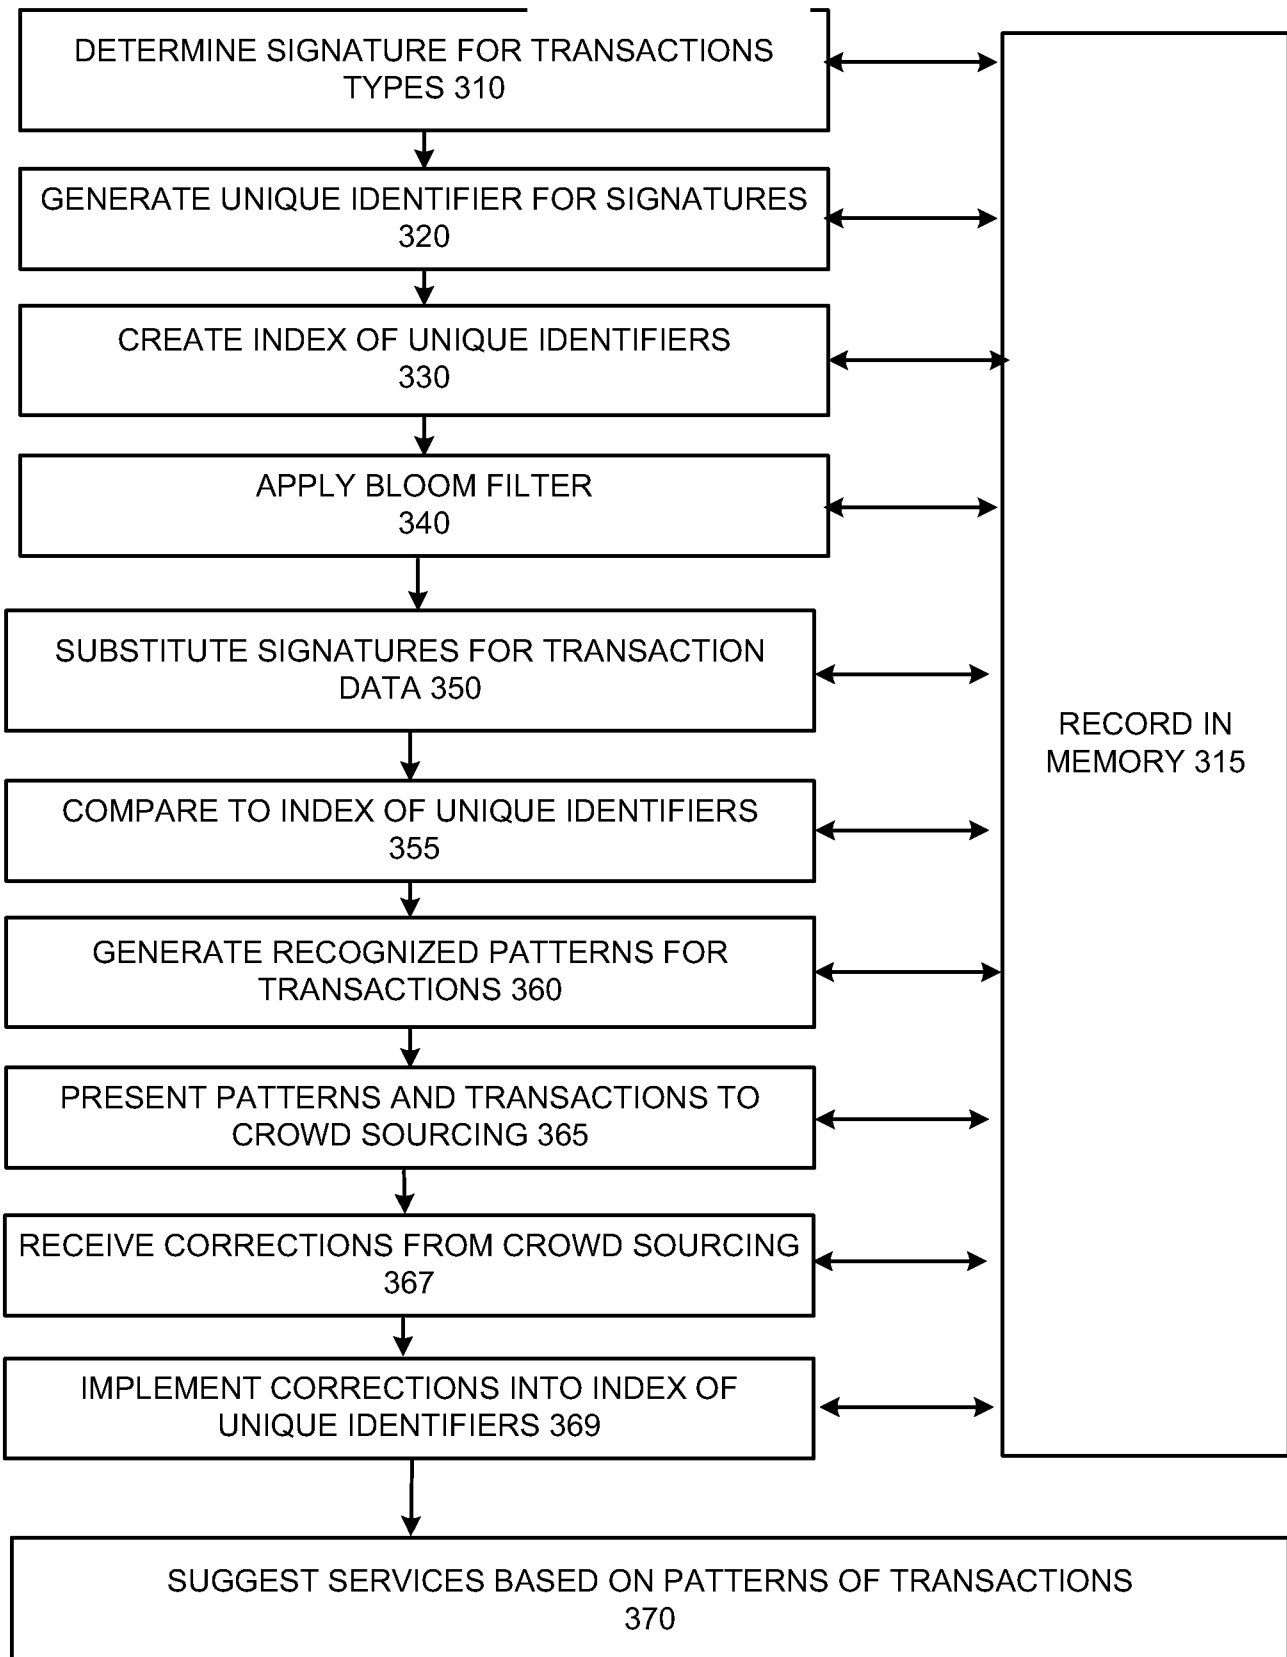 DETERMINE SIGNATURE FOR TRANSACTIONS
TYPES 310
GENERATE UNIQUE IDENTIFIER FOR SIGNATURES
320
CREATE INDEX OF UNIQUE IDENTIFIERS
330
APPLY BLOOM FILTER
340
SUBSTITUTE SIGNATURES FOR TRANSACTION
DATA 350
COMPARE TO INDEX OF UNIQUE IDENTIFIERS
355
GENERATE RECOGNIZED PATTERNS FOR
TRANSACTIONS 360
PRESENT PATTERNS AND TRANSACTIONS TO
CROWD SOURCING 365
RECEIVE CORRECTIONS FROM CROWD SOURCING
367
IMPLEMENT CORRECTIONS INTO INDEX OF
UNIQUE IDENTIFIERS 369
RECORD IN
MEMORY 315
SUGGEST SERVICES BASED ON PATTERNS OF TRANSACTIONS
370